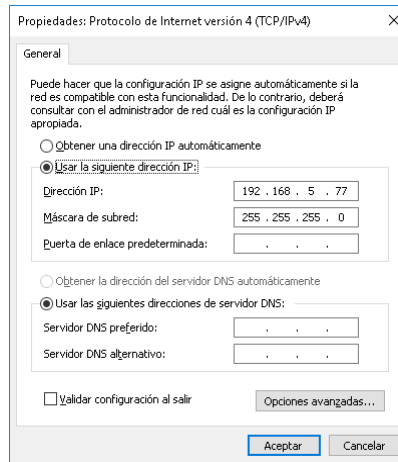 Propiedades: Protocolo de Internet versión 4 (TCP/IPv4)
General
Puede hacer que la configuración IP se asigne automáticamente si la
red es compatible con esta funcionalidad. De lo contrario, deberá
consultar con el administrador de red cuál es la configuración IP
apropiada.
Obtener una dirección IP automáticamente
Usar la siguiente dirección IP:
Dirección IP: 192 . 168 . 5 . 77
Máscara de subred: 255 . 255 . 255 . 0
Puerta de enlace predeterminada: . . .
Obtener la dirección del servidor DNS automáticamente
Usar las siguientes direcciones de servidor DNS:
Servidor DNS preferido: . . .
Servidor DNS alternativo: . . .
Validar configuración al salir
Opciones avanzadas...
Aceptar Cancelar